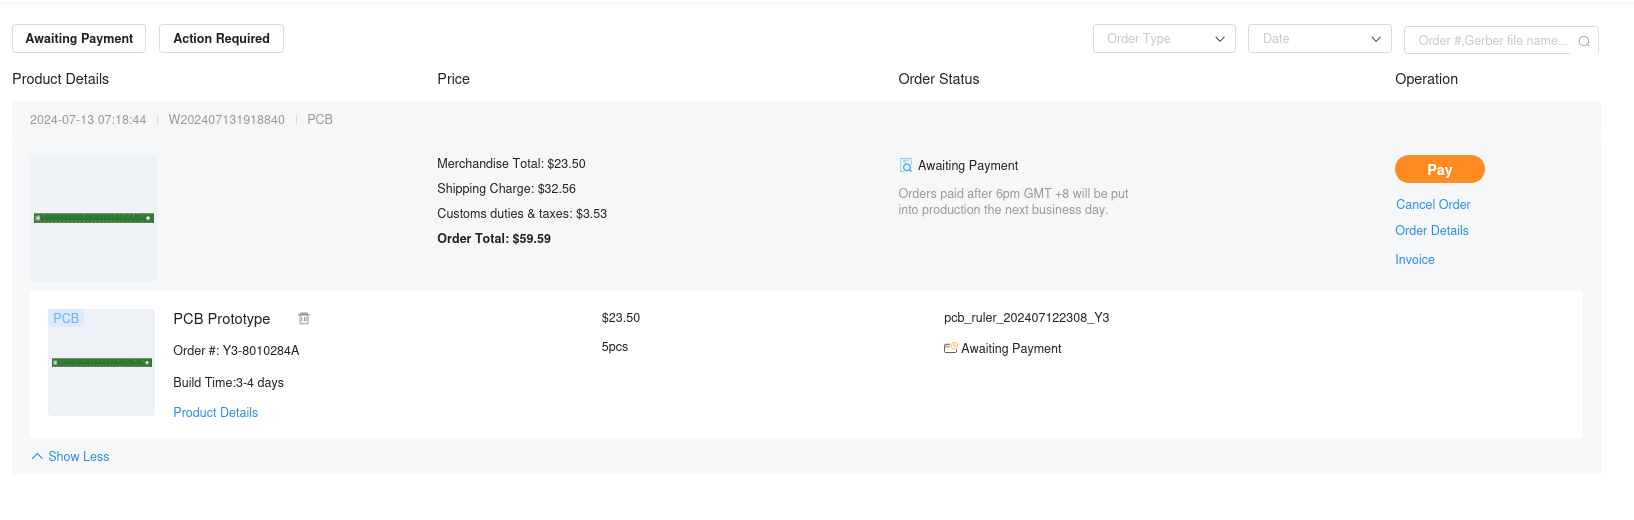 Awaiting Payment
Action Required
Order Type
Date
Order #,Gerber file name...
Product Details
Price
Order Status
Operation
2024-07-13 07:18:44
W202407131918840
PCB
Merchandise Total: $23.50
Shipping Charge: $32.56
Customs duties & taxes: $3.53
Order Total: $59.59
Awaiting Payment
Orders paid after 6pm GMT +8 will be put
into production the next business day.
Pay
Cancel Order
Order Details
Invoice
PCB
PCB Prototype
Order #: Y3-8010284A
Build Time:3-4 days
Product Details
$23.50
5pcs
pcb_ruler_202407122308_Y3
Awaiting Payment
Show Less